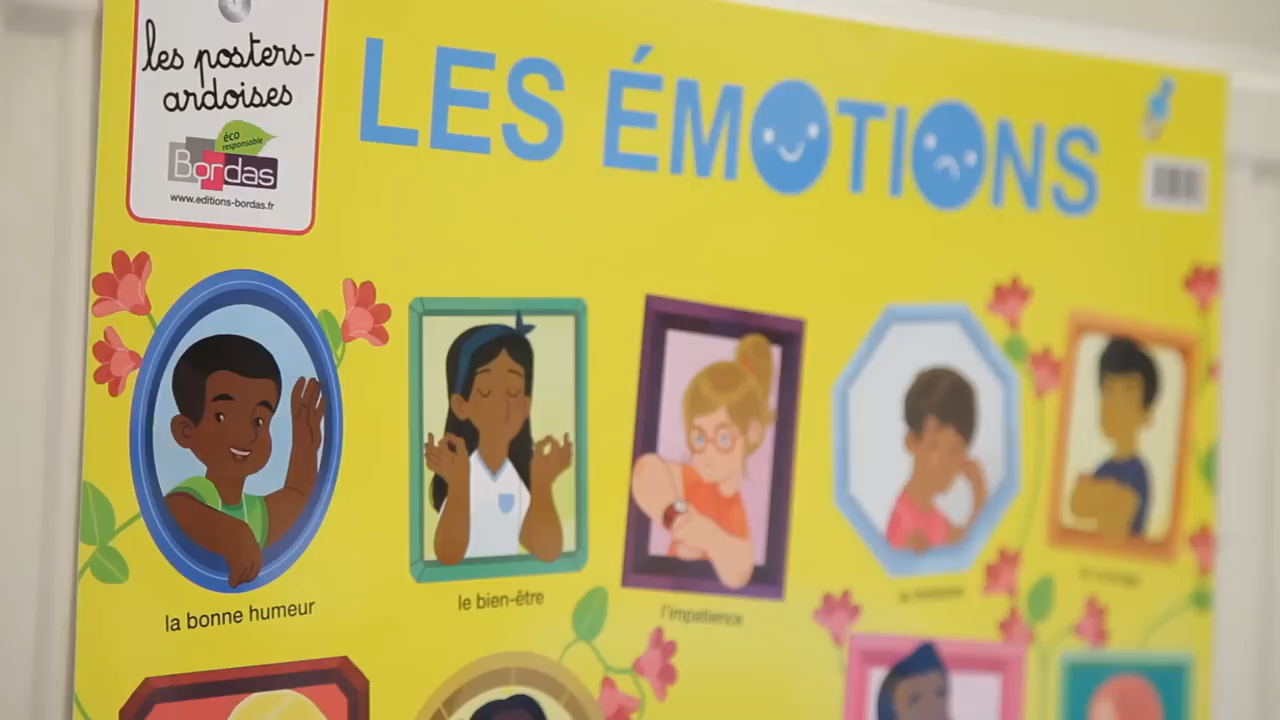 les posters-
ardoises
éco
responsable
Bordas
www.editions-bordas.fr
LES ÉMOTIONS
la bonne humeur
le bien-être
l'impatience